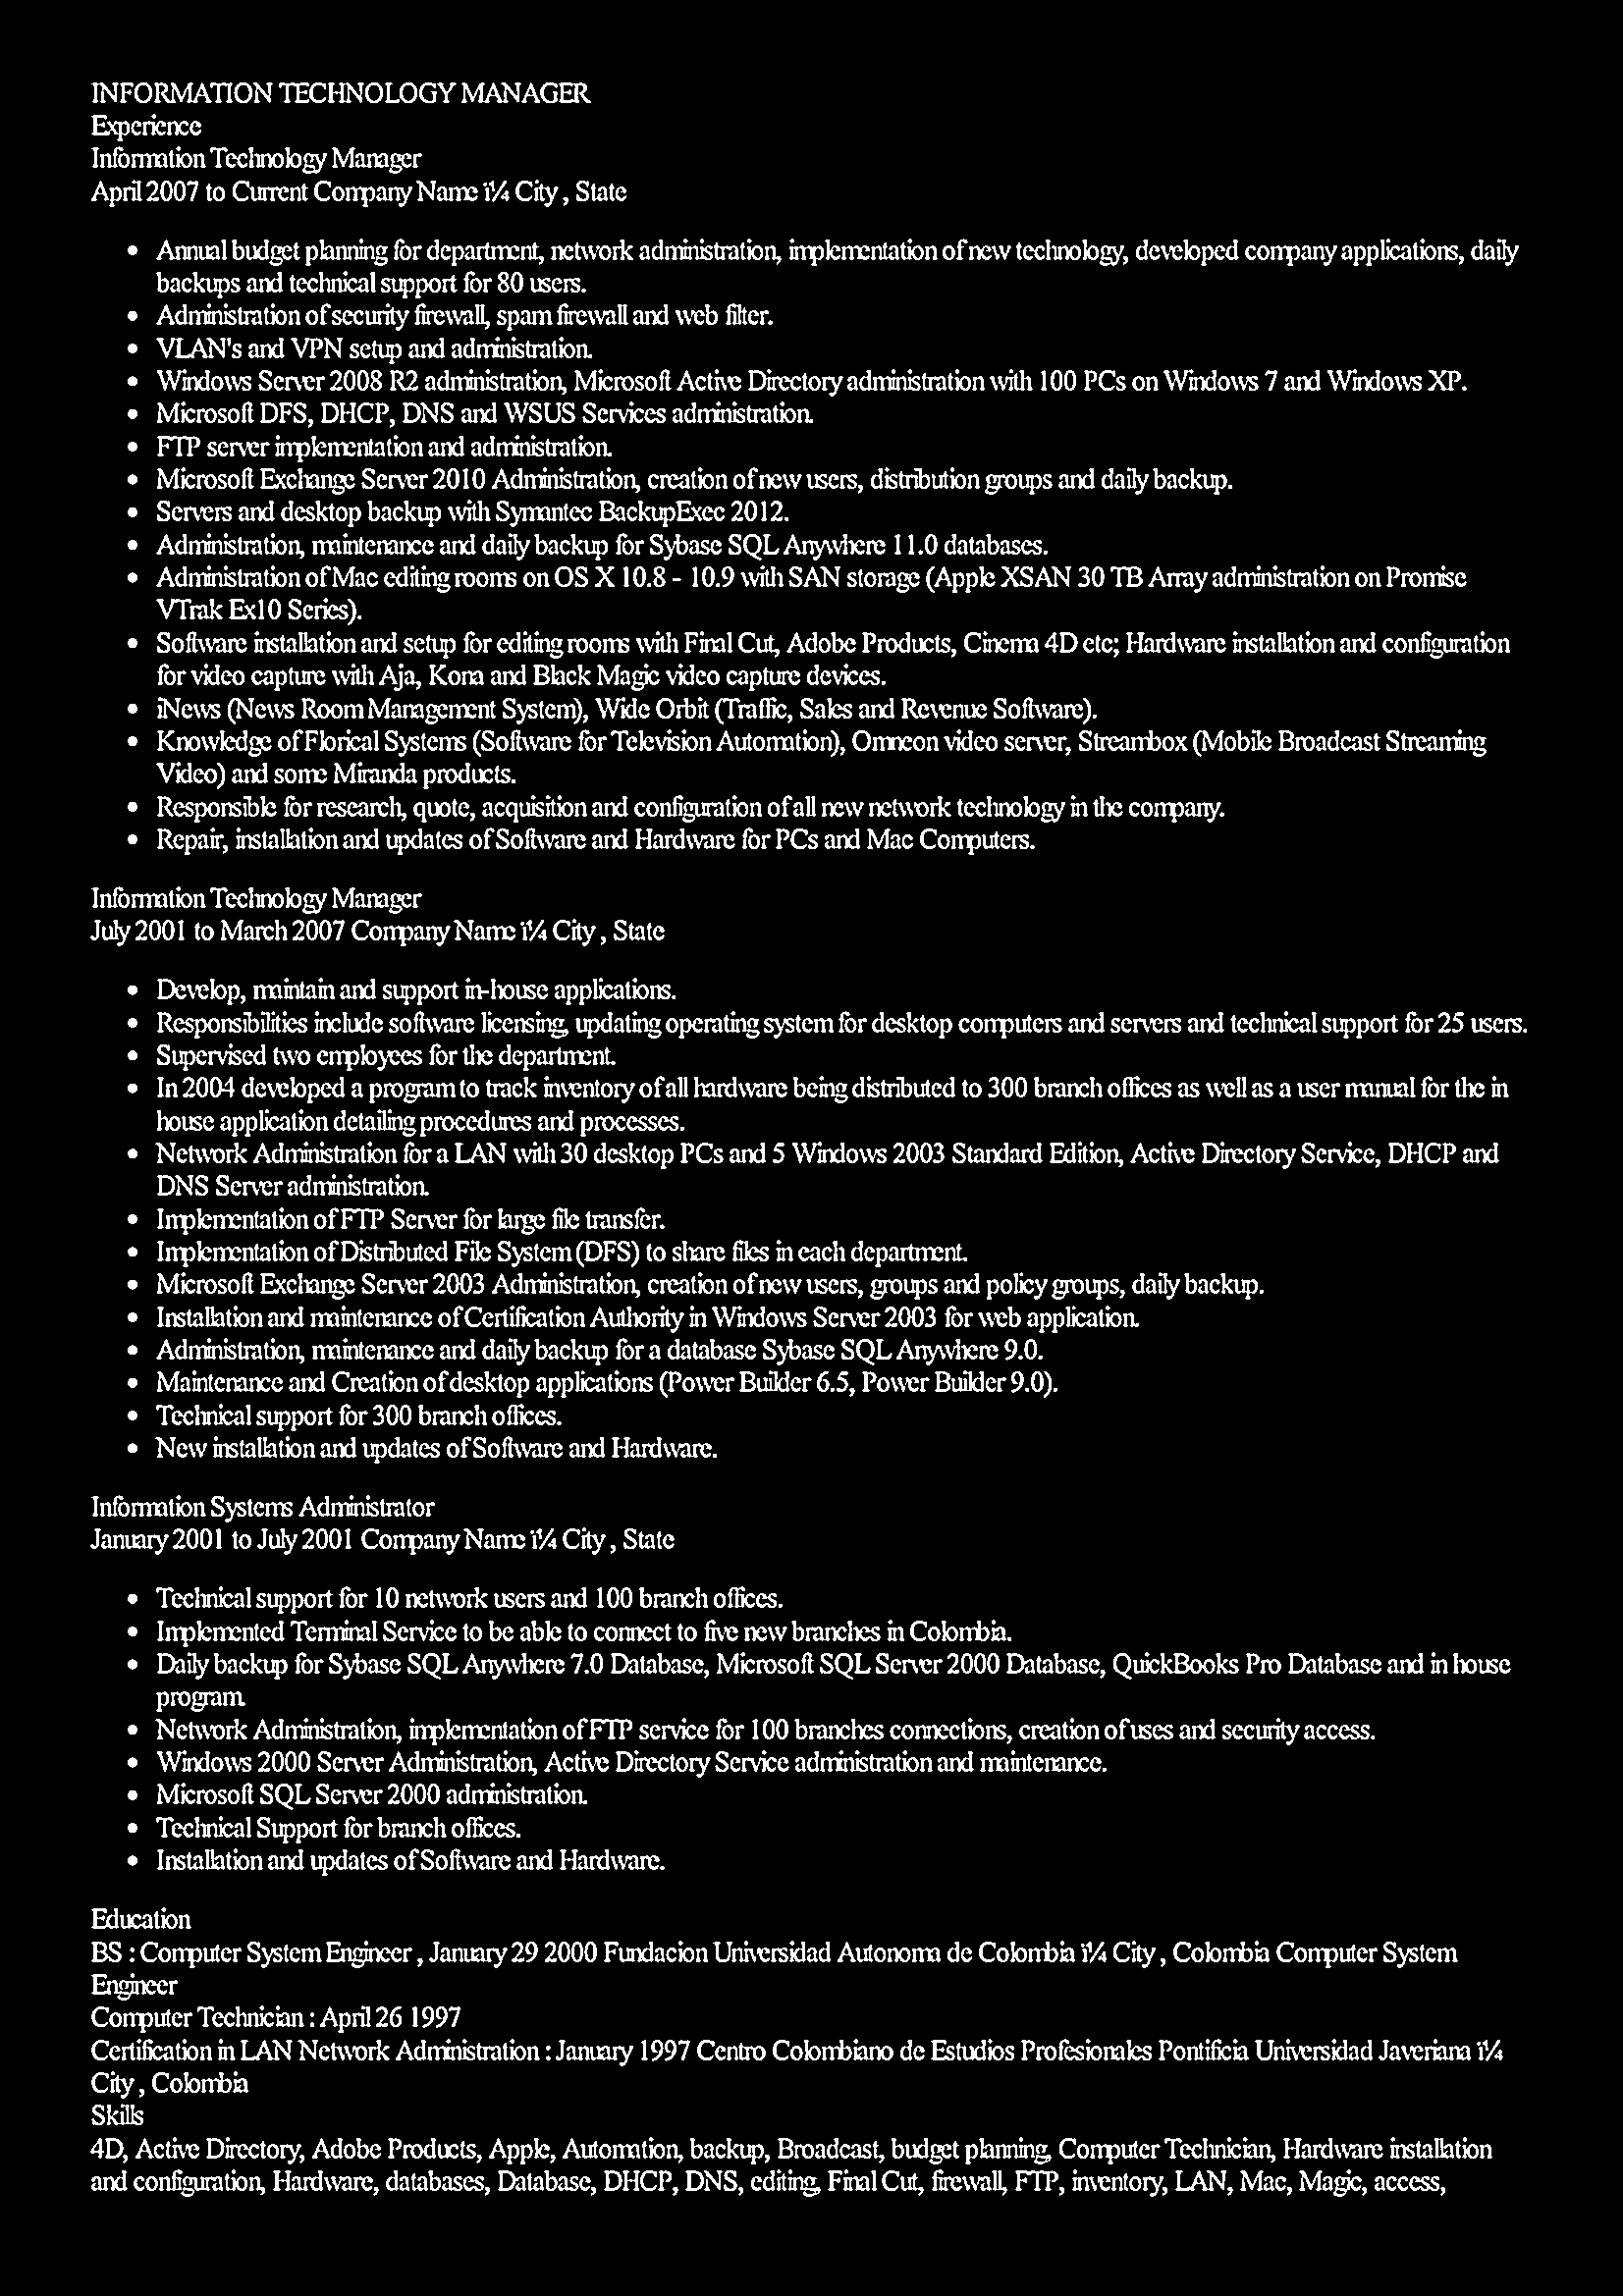 INFORMATION TECHNOLOGY MANAGER
Experience
Information Technology Manager
April 2007 to Current Company Name ï¼ City , State
• Annual budget planning for department, network administration, implementation of new technology, developed company applications, daily
backups and technical support for 80 users.
• Administration of security firewall, spam firewall and web filter.
• VLAN's and VPN setup and administration.
• Windows Server 2008 R2 administration, Microsoft Active Directory administration with 100 PCs on Windows 7 and Windows XP.
• Microsoft DFS, DHCP, DNS and WSUS Services administration.
• FTP server implementation and administration.
• Microsoft Exchange Server 2010 Administration, creation of new users, distribution groups and daily backup.
• Servers and desktop backup with Symantec BackupExec 2012.
• Administration, maintenance and daily backup for Sybase SQL Anywhere 11.0 databases.
• Administration of Mac editing rooms on OS X 10.8 - 10.9 with SAN storage (Apple XSAN 30 TB Array administration on Promise
VTrak Ex10 Series).
• Software installation and setup for editing rooms with Final Cut, Adobe Products, Cinema 4D etc; Hardware installation and configuration
for video capture with Aja, Kona and Black Magic video capture devices.
• iNews (News Room Management System), Wide Orbit (Traffic, Sales and Revenue Software).
• Knowledge of Florical Systems (Software for Television Automation), Omneon video server, Streambox (Mobile Broadcast Streaming
Video) and some Miranda products.
• Responsible for research, quote, acquisition and configuration of all new network technology in the company.
• Repair, installation and updates of Software and Hardware for PCs and Mac Computers.
Information Technology Manager
July 2001 to March 2007 Company Name ï¼ City , State
• Develop, maintain and support in-house applications.
• Responsibilities include software licensing, updating operating system for desktop computers and servers and technical support for 25 users.
• Supervised two employees for the department.
• In 2004 developed a program to track inventory of all hardware being distributed to 300 branch offices as well as a user manual for the in
house application detailing procedures and processes.
• Network Administration for a LAN with 30 desktop PCs and 5 Windows 2003 Standard Edition, Active Directory Service, DHCP and
DNS Server administration.
• Implementation of FTP Server for large file transfer.
• Implementation of Distributed File System (DFS) to share files in each department.
• Microsoft Exchange Server 2003 Administration, creation of new users, groups and policy groups, daily backup.
• Installation and maintenance of Certification Authority in Windows Server 2003 for web application.
• Administration, maintenance and daily backup for a database Sybase SQL Anywhere 9.0.
• Maintenance and Creation of desktop applications (Power Builder 6.5, Power Builder 9.0).
• Technical support for 300 branch offices.
• New installation and updates of Software and Hardware.
Information Systems Administrator
January 2001 to July 2001 Company Name ï¼ City , State
• Technical support for 10 network users and 100 branch offices.
• Implemented Terminal Service to be able to connect to five new branches in Colombia.
• Daily backup for Sybase SQL Anywhere 7.0 Database, Microsoft SQL Server 2000 Database, QuickBooks Pro Database and in house
program.
• Network Administration, implementation of FTP service for 100 branches connections, creation of uses and security access.
• Windows 2000 Server Administration, Active Directory Service administration and maintenance.
• Microsoft SQL Server 2000 administration.
• Technical Support for branch offices.
• Installation and updates of Software and Hardware.
Education
BS : Computer System Engineer , January 29 2000 Fundacion Universidad Autonoma de Colombia ï¼ City , Colombia Computer System
Engineer
Computer Technician : April 26 1997
Certification in LAN Network Administration : January 1997 Centro Colombiano de Estudios Profesionales Pontificia Universidad Javeriana ï¼
City , Colombia
Skills
4D, Active Directory, Adobe Products, Apple, Automation, backup, Broadcast, budget planning, Computer Technician, Hardware installation
and configuration, Hardware, databases, Database, DHCP, DNS, editing, Final Cut, firewall, FTP, inventory, LAN, Mac, Magic, access,